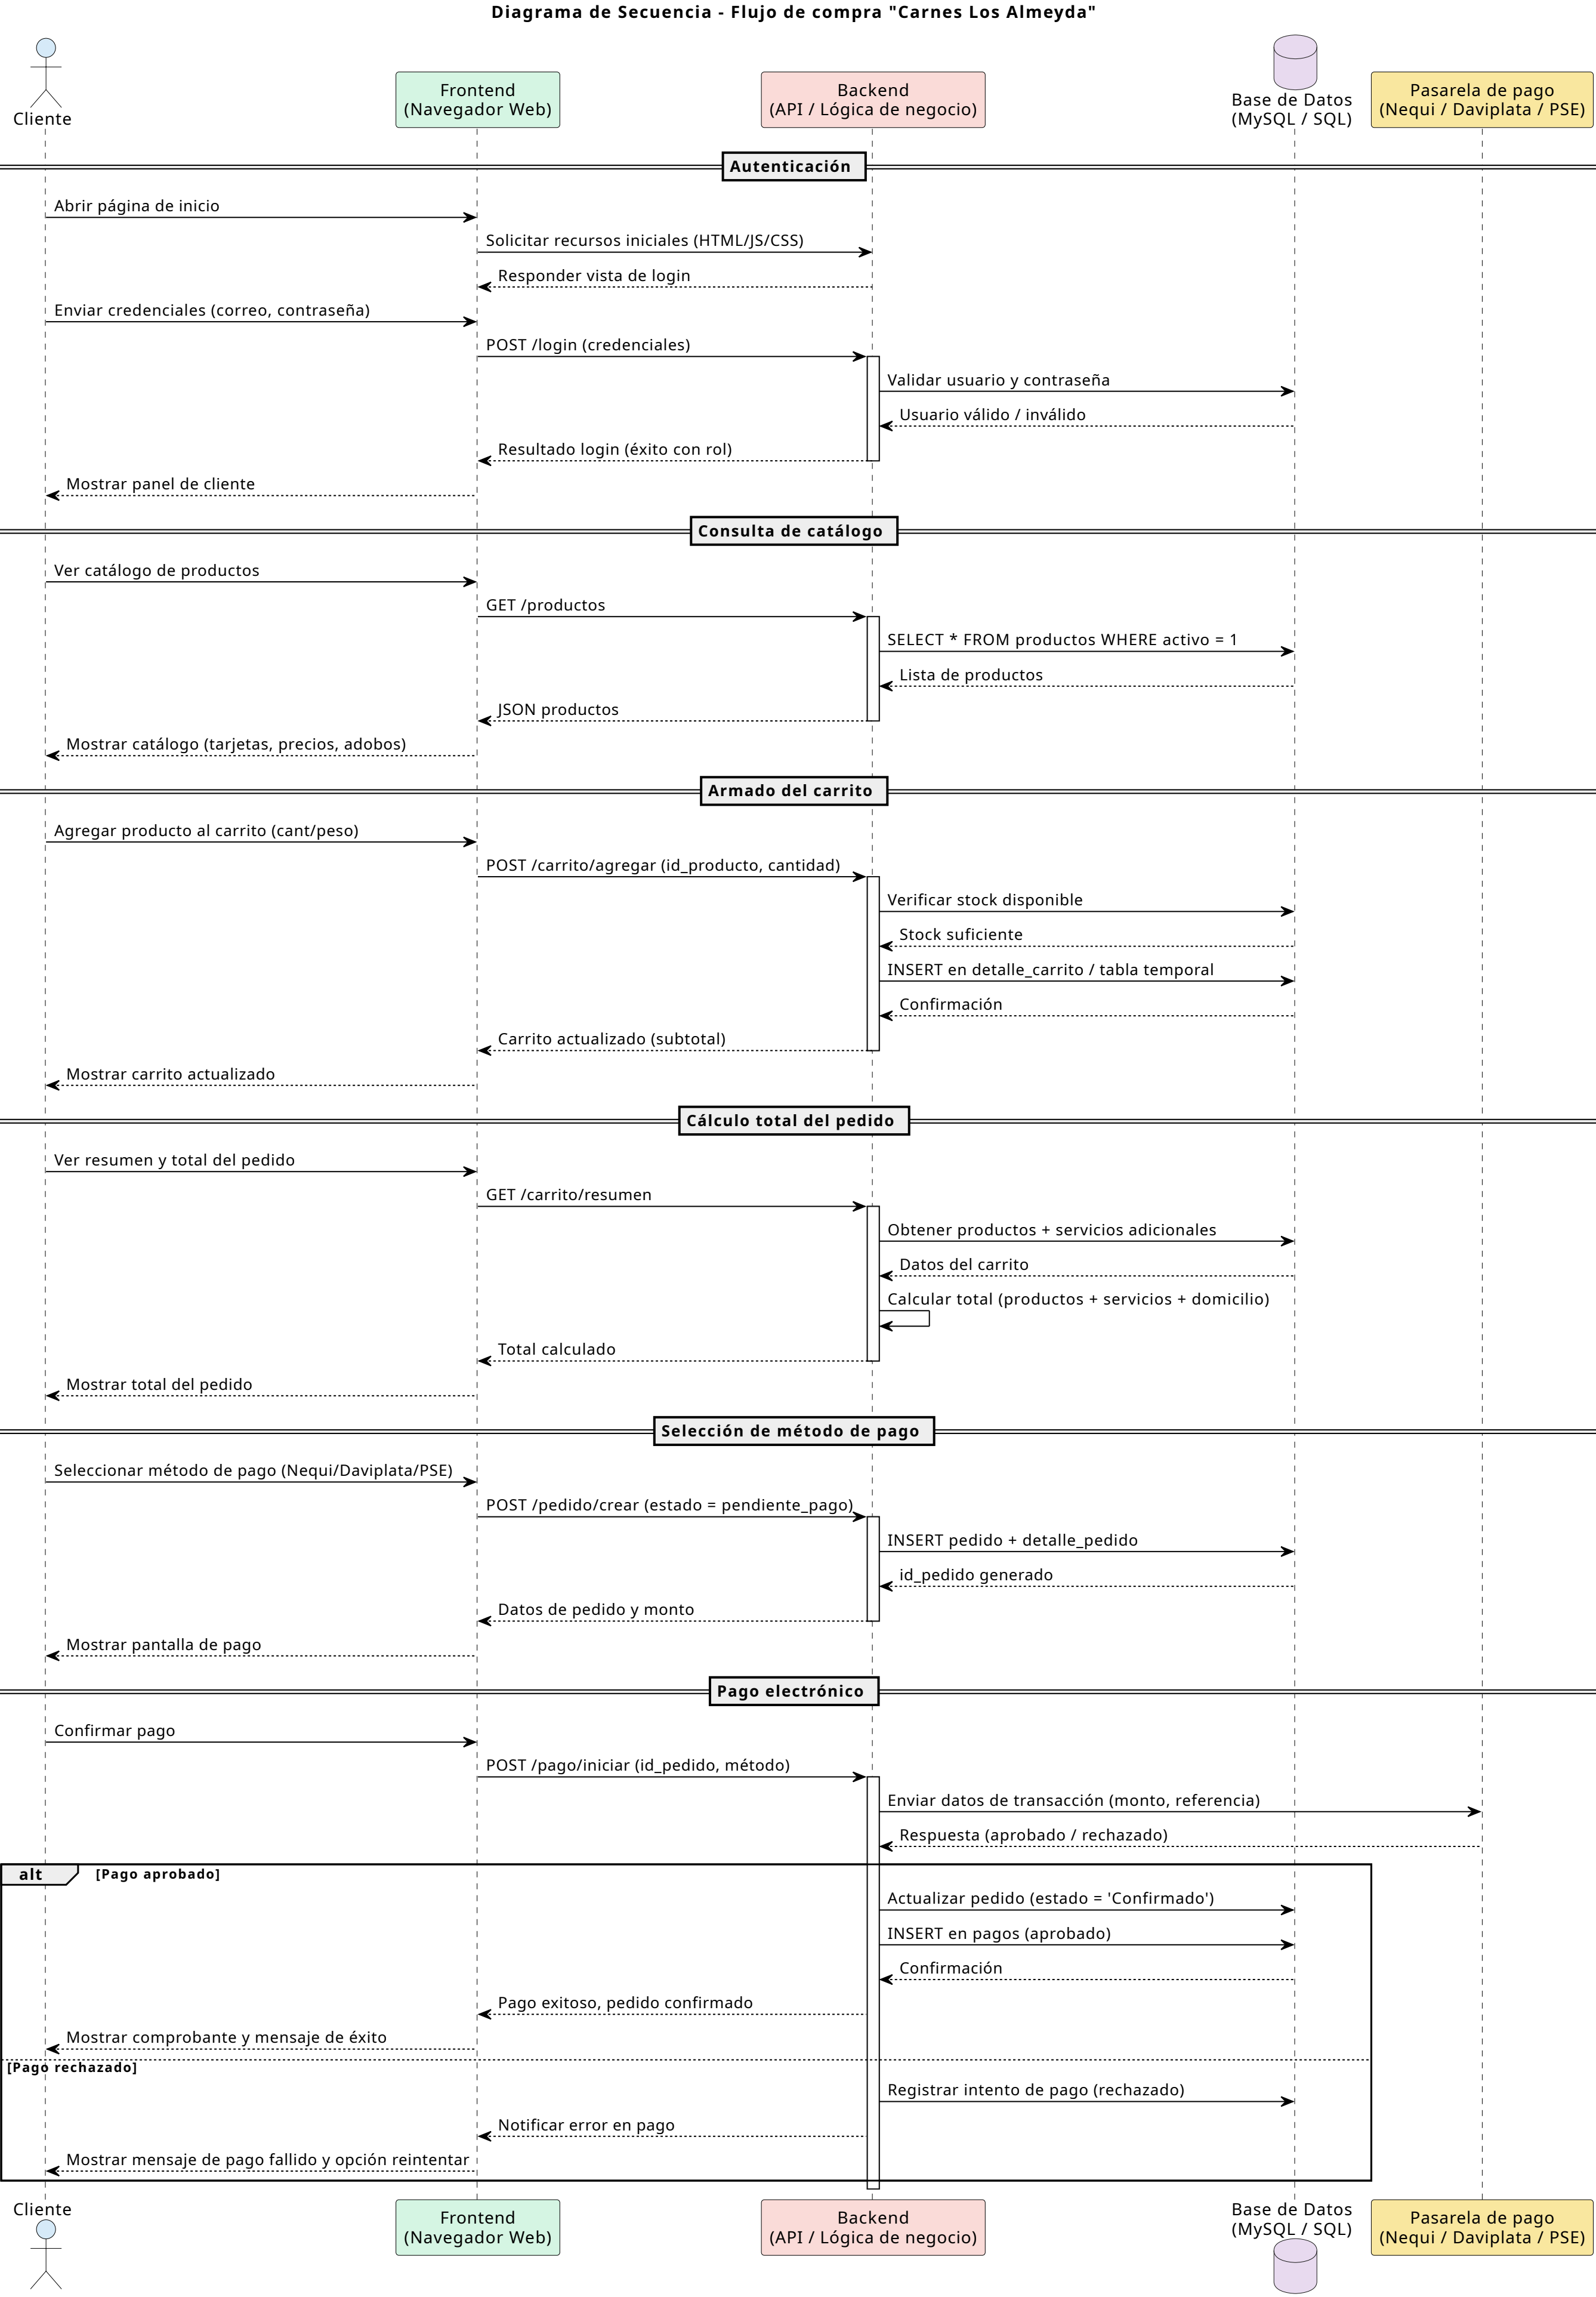 Diagrama de Secuencia - Flujo de compra "Carnes Los Almeyda"
Cliente
Frontend
(Navegador Web)
Backend
(API / Lógica de negocio)
Base de Datos
(MySQL / SQL)
Pasarela de pago
(Nequi / Daviplata / PSE)
Autenticación
Abrir página de inicio
Solicitar recursos iniciales (HTML/JS/CSS)
Responder vista de login
Enviar credenciales (correo, contraseña)
POST /login (credenciales)
Validar usuario y contraseña
Usuario válido / inválido
Resultado login (éxito con rol)
Mostrar panel de cliente
Consulta de catálogo
Ver catálogo de productos
GET /productos
SELECT * FROM productos WHERE activo = 1
Lista de productos
JSON productos
Mostrar catálogo (tarjetas, precios, adobos)
Armado del carrito
Agregar producto al carrito (cant/peso)
POST /carrito/agregar (id_producto, cantidad)
Verificar stock disponible
Stock suficiente
INSERT en detalle_carrito / tabla temporal
Confirmación
Carrito actualizado (subtotal)
Mostrar carrito actualizado
Cálculo total del pedido
Ver resumen y total del pedido
GET /carrito/resumen
Obtener productos + servicios adicionales
Datos del carrito
Calcular total (productos + servicios + domicilio)
Total calculado
Mostrar total del pedido
Selección de método de pago
Seleccionar método de pago (Nequi/Daviplata/PSE)
POST /pedido/crear (estado = pendiente_pago)
INSERT pedido + detalle_pedido
id_pedido generado
Datos de pedido y monto
Mostrar pantalla de pago
Pago electrónico
Confirmar pago
POST /pago/iniciar (id_pedido, método)
Enviar datos de transacción (monto, referencia)
Respuesta (aprobado / rechazado)
alt [Pago aprobado]
Actualizar pedido (estado = 'Confirmado')
INSERT en pagos (aprobado)
Confirmación
Pago exitoso, pedido confirmado
Mostrar comprobante y mensaje de éxito
[Pago rechazado]
Registrar intento de pago (rechazado)
Notificar error en pago
Mostrar mensaje de pago fallido y opción reintentar
Cliente
Frontend
(Navegador Web)
Backend
(API / Lógica de negocio)
Base de Datos
(MySQL / SQL)
Pasarela de pago
(Nequi / Daviplata / PSE)